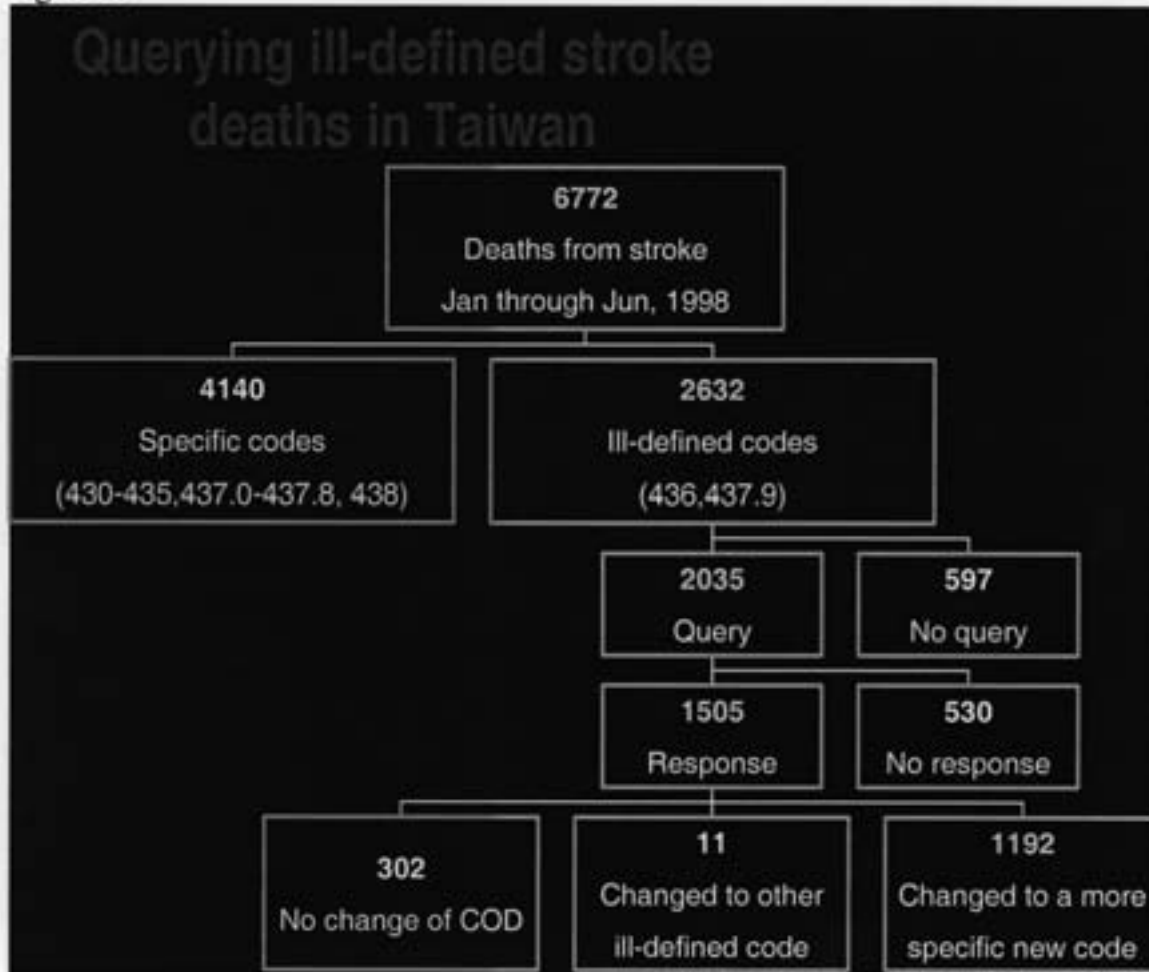 Querying ill-defined stroke
deaths in Taiwan
6772
Deaths from stroke
Jan through Jun, 1998
4140
Specific codes
(430-435,437.0-437.8, 438)
2632
Ill-defined codes
(436,437.9)
2035
Query
597
No query
1505
Response
530
No response
302
No change of COD
11
Changed to other
ill-defined code
1192
Changed to a more
specific new code